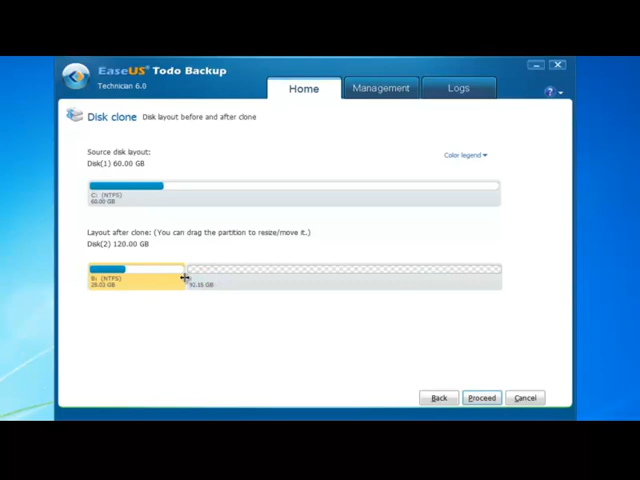 EaseUS® Todo Backup
Technician 6.0
Home
Management
Logs
Disk clone
Disk layout before and after clone
Source disk layout:
Disk(1) 60.00 GB
Color legend
C: (NTFS)
60.00 GB
Layout after clone: (You can drag the partition to resize/move it.)
Disk(2) 120.00 GB
(NTFS)
GB
GB
Back
Proceed
Cancel